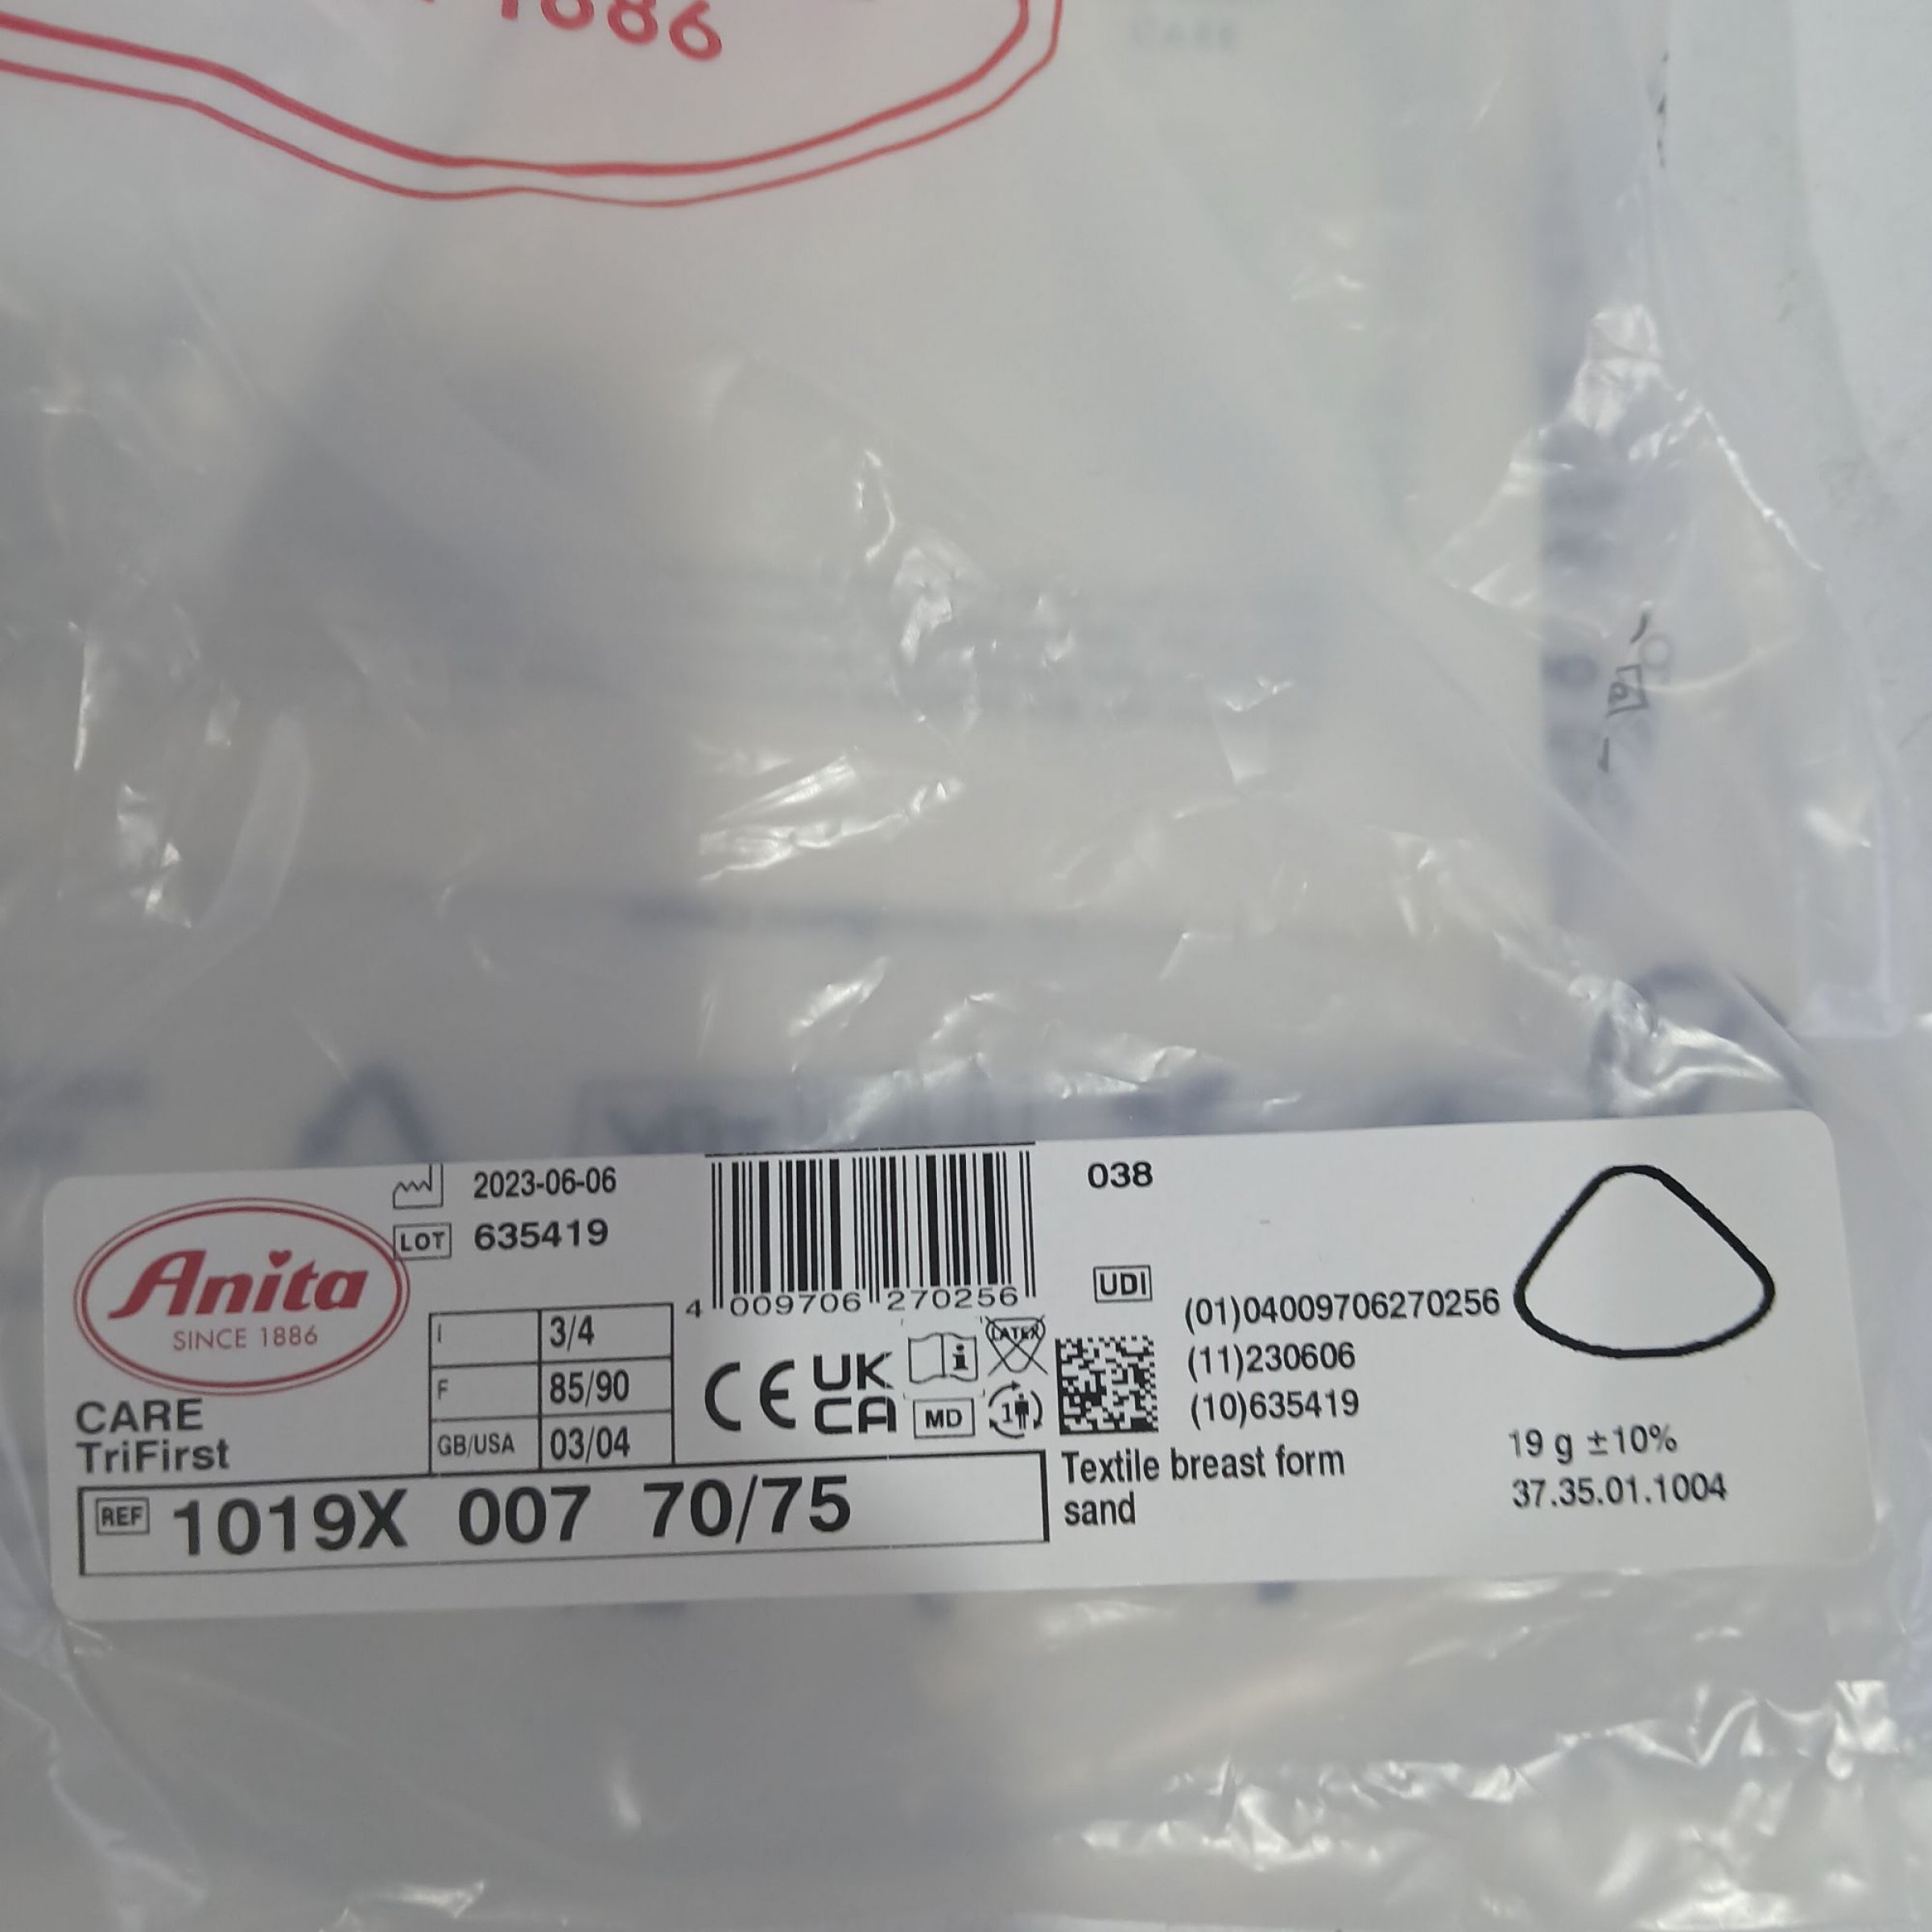 1886
CARE
Anita
SINCE 1886
CARE
TriFirst
2023-06-06
LOT 635419
I 3/4
F 85/90
GB/USA 03/04
REF 1019X 007 70/75
4 009706 270256
CE UK CA LATEX MD 1
038
UDI
(01)04009706270256
(11)230606
(10)635419
Textile breast form
sand
19 g ±10%
37.35.01.1004